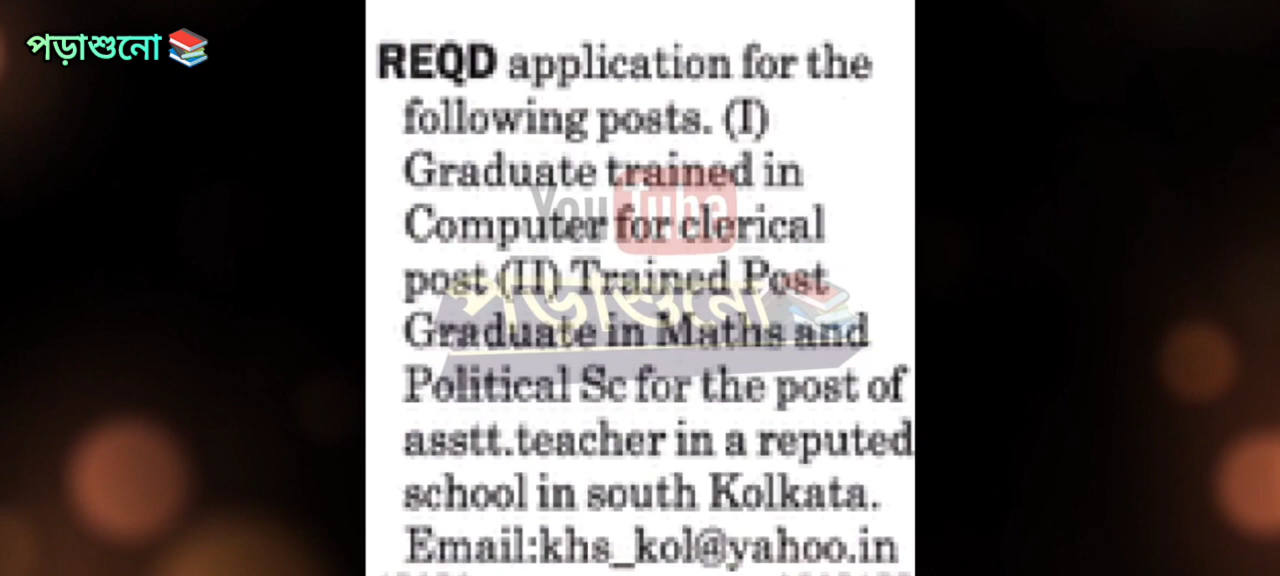 পড়াশুনো
REQD application for the
following posts. (I)
Graduate trained in
Computer for clerical
post (II) Trained Post
Graduate in Maths and
Political Sc for the post of
asstt.teacher in a reputed
school in south Kolkata.
Email:khs_kol@yahoo.in
YouTube
পড়াশুনো